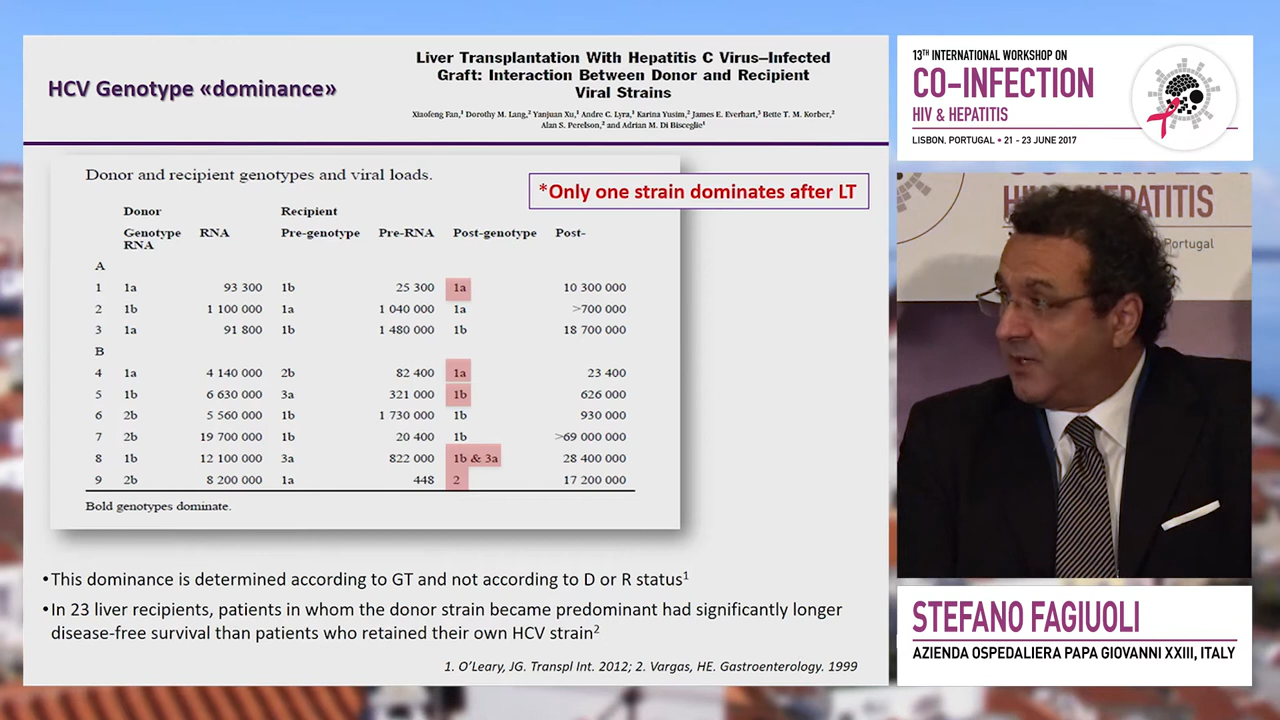 HCV Genotype «dominance»
Liver Transplantation With Hepatitis C Virus–Infected
Graft: Interaction Between Donor and Recipient
Viral Strains
Xiaofeng Fan,¹ Dorothy M. Lang,² Yanjuan Xu,¹ Andre C. Lyra,¹ Karina Yusim,² James E. Everhart,³ Bette T. M. Korber,²
Alan S. Perelson,² and Adrian M. Di Bisceglie¹
Donor and recipient genotypes and viral loads.
*Only one strain dominates after LT
Donor Recipient
Genotype RNA Pre-genotype Pre-RNA Post-genotype Post-
RNA
A
1 1a 93 300 1b 25 300 1a 10 300 000
2 1b 1 100 000 1a 1 040 000 1a >700 000
3 1a 91 800 1b 1 480 000 1b 18 700 000
B
4 1a 4 140 000 2b 82 400 1a 23 400
5 1b 6 630 000 3a 321 000 1b 626 000
6 2b 5 560 000 1b 1 730 000 1b 930 000
7 2b 19 700 000 1b 20 400 1b >69 000 000
8 1b 12 100 000 3a 822 000 1b & 3a 28 400 000
9 2b 8 200 000 1a 448 2 17 200 000
Bold genotypes dominate.
•This dominance is determined according to GT and not according to D or R status¹
•In 23 liver recipients, patients in whom the donor strain became predominant had significantly longer
disease-free survival than patients who retained their own HCV strain²
1. O'Leary, JG. Transpl Int. 2012; 2. Vargas, HE. Gastroenterology. 1999
13TH INTERNATIONAL WORKSHOP ON
CO-INFECTION
HIV & HEPATITIS
LISBON, PORTUGAL • 21 - 23 JUNE 2017
Portugal
STEFANO FAGIUOLI
AZIENDA OSPEDALIERA PAPA GIOVANNI XXIII, ITALY